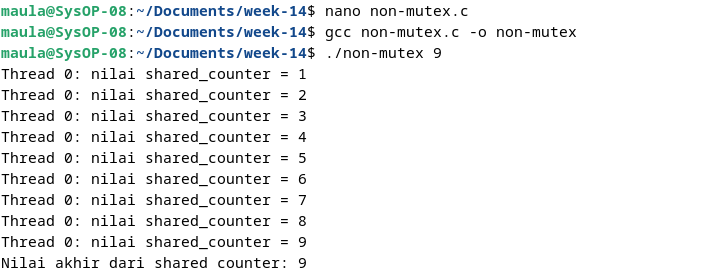 maula@SysOP-08:~/Documents/week-14$ nano non-mutex.c
maula@SysOP-08:~/Documents/week-14$ gcc non-mutex.c -o non-mutex
maula@SysOP-08:~/Documents/week-14$ ./non-mutex 9
Thread 0: nilai shared_counter = 1
Thread 0: nilai shared_counter = 2
Thread 0: nilai shared_counter = 3
Thread 0: nilai shared_counter = 4
Thread 0: nilai shared_counter = 5
Thread 0: nilai shared_counter = 6
Thread 0: nilai shared_counter = 7
Thread 0: nilai shared_counter = 8
Thread 0: nilai shared_counter = 9
Nilai akhir dari shared counter: 9